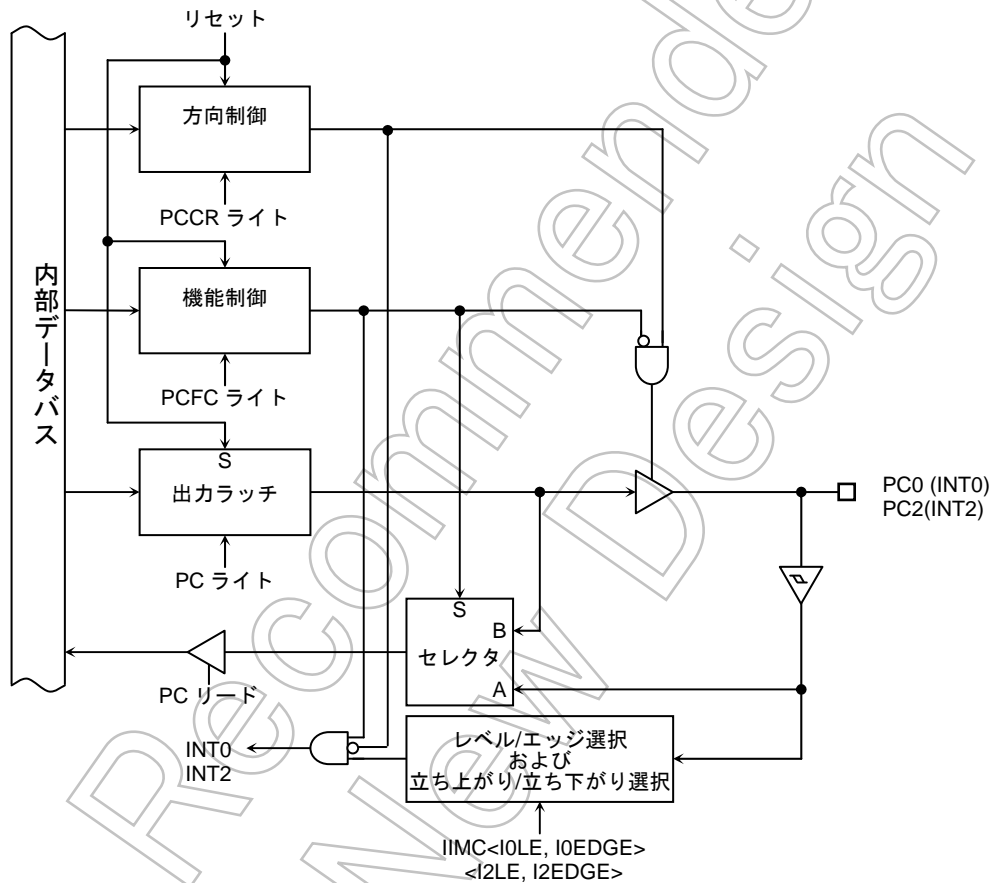 リセット
方向制御
PCCR ライト
内部データバス
機能制御
PCFC ライト
S
出力ラッチ
PC ライト
PC0 (INT0)
PC2(INT2)
S
B
セレクタ
A
PC リード
INT0
INT2
レベル/エッジ選択
および
立ち上がり/立ち下がり選択
IIMC<I0LE, I0EDGE>
<I2LE, I2EDGE>
Recommended
New Design